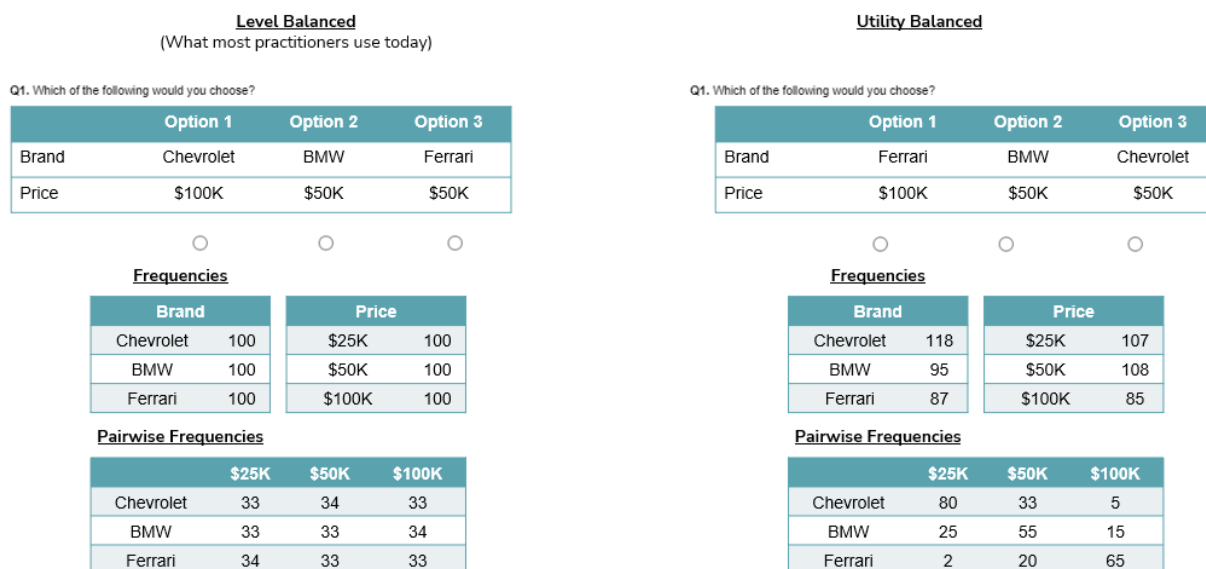 Level Balanced
(What most practitioners use today)
Q1. Which of the following would you choose?
Option 1 Option 2 Option 3
Brand Chevrolet BMW Ferrari
Price $100K $50K $50K
Frequencies
Brand
Chevrolet 100
BMW 100
Ferrari 100
Price
$25K 100
$50K 100
$100K 100
Pairwise Frequencies
$25K $50K $100K
Chevrolet 33 34 33
BMW 33 33 34
Ferrari 34 33 33
Utility Balanced
Q1. Which of the following would you choose?
Option 1 Option 2 Option 3
Brand Ferrari BMW Chevrolet
Price $100K $50K $50K
Frequencies
Brand
Chevrolet 118
BMW 95
Ferrari 87
Price
$25K 107
$50K 108
$100K 85
Pairwise Frequencies
$25K $50K $100K
Chevrolet 80 33 5
BMW 25 55 15
Ferrari 2 20 65